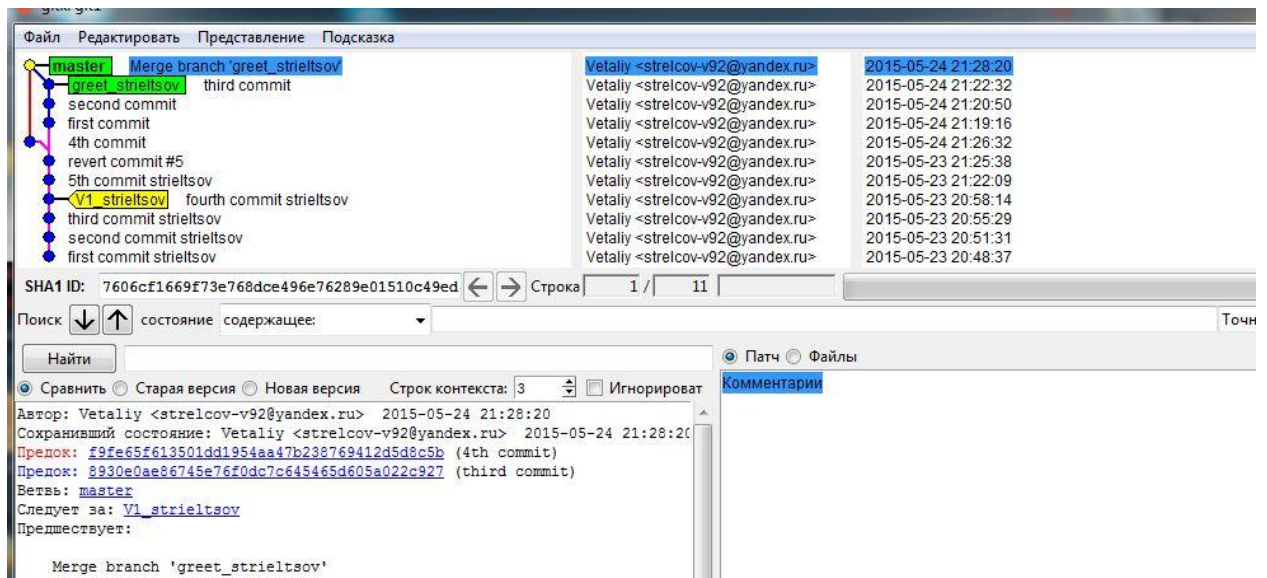 gitk: git1
Файл Редактировать Представление Подсказка
master Merge branch 'greet_strieltsov' Vetaliy <strelcov-v92@yandex.ru> 2015-05-24 21:28:20
greet_strieltsov third commit Vetaliy <strelcov-v92@yandex.ru> 2015-05-24 21:22:32
second commit Vetaliy <strelcov-v92@yandex.ru> 2015-05-24 21:20:50
first commit Vetaliy <strelcov-v92@yandex.ru> 2015-05-24 21:19:16
4th commit Vetaliy <strelcov-v92@yandex.ru> 2015-05-24 21:26:32
revert commit #5 Vetaliy <strelcov-v92@yandex.ru> 2015-05-23 21:25:38
5th commit strieltsov Vetaliy <strelcov-v92@yandex.ru> 2015-05-23 21:22:09
V1_strieltsov fourth commit strieltsov Vetaliy <strelcov-v92@yandex.ru> 2015-05-23 20:58:14
third commit strieltsov Vetaliy <strelcov-v92@yandex.ru> 2015-05-23 20:55:29
second commit strieltsov Vetaliy <strelcov-v92@yandex.ru> 2015-05-23 20:51:31
first commit strieltsov Vetaliy <strelcov-v92@yandex.ru> 2015-05-23 20:48:37
SHA1 ID: 7606cf1669f73e768dce496e76289e01510c49ed Строка 1 / 11
Поиск состояние содержащее: Точн
Найти Патч Файлы
Сравнить Старая версия Новая версия Строк контекста: 3 Игнорироват Комментарии
Автор: Vetaliy <strelcov-v92@yandex.ru> 2015-05-24 21:28:20
Сохранивший состояние: Vetaliy <strelcov-v92@yandex.ru> 2015-05-24 21:28:20
Предок: f9fe65f613501dd1954aa47b238769412d5d8c5b (4th commit)
Предок: 8930e0ae86745e76f0dc7c645465d605a022c927 (third commit)
Ветвь: master
Следует за: V1_strieltsov
Предшествует:
Merge branch 'greet_strieltsov'